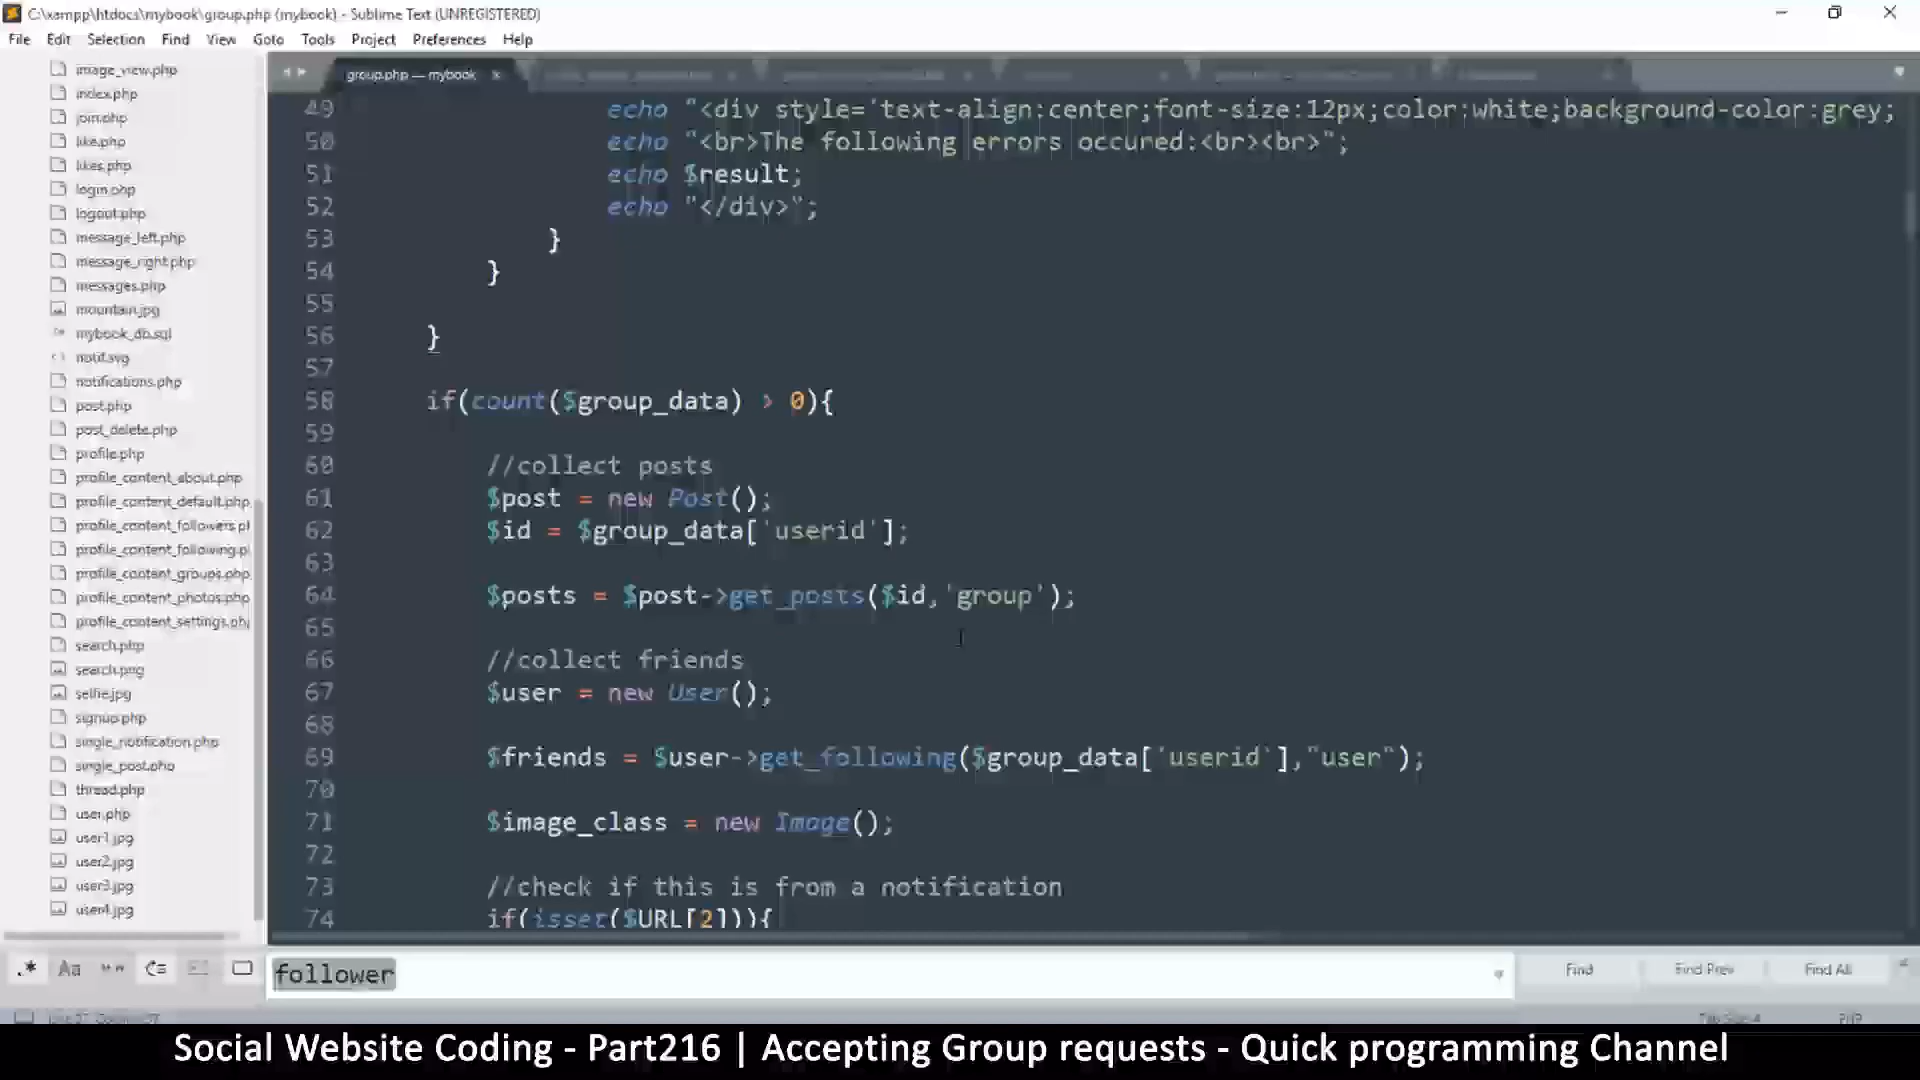 C:\xampp\htdocs\mybook\group.php (mybook) - Sublime Text (UNREGISTERED)
File Edit Selection Find View Goto Tools Project Preferences Help
image_view.php
index.php
join.php
like.php
likes.php
login.php
logout.php
message_left.php
message_right.php
messages.php
mountain.jpg
mybook_db.sql
notif.svg
notifications.php
post.php
post_delete.php
profile.php
profile_content_about.php
profile_content_default.php
profile_content_followers.pl
profile_content_following.p
profile_content_groups.php
profile_content_photos.php
profile_content_settings.ph
search.php
search.png
selfie.jpg
signup.php
single_notification.php
single_post.php
thread.php
user.php
user1.jpg
user2.jpg
user3.jpg
user4.jpg
group.php — mybook
49 echo "<div style='text-align:center;font-size:12px;color:white;background-color:grey;
50 echo "<br>The following errors occured:<br><br>";
51 echo $result;
52 echo "</div>";
53 }
54 }
55
56 }
57
58 if(count($group_data) > 0){
59
60 //collect posts
61 $post = new Post();
62 $id = $group_data['userid'];
63
64 $posts = $post->get_posts($id,'group');
65
66 //collect friends
67 $user = new User();
68
69 $friends = $user->get_following($group_data['userid'],"user");
70
71 $image_class = new Image();
72
73 //check if this is from a notification
74 if(isset($URL[2])){
.* Aa
follower
Find Find Prev Find All
PHP
Social Website Coding - Part216 | Accepting Group requests - Quick programming Channel